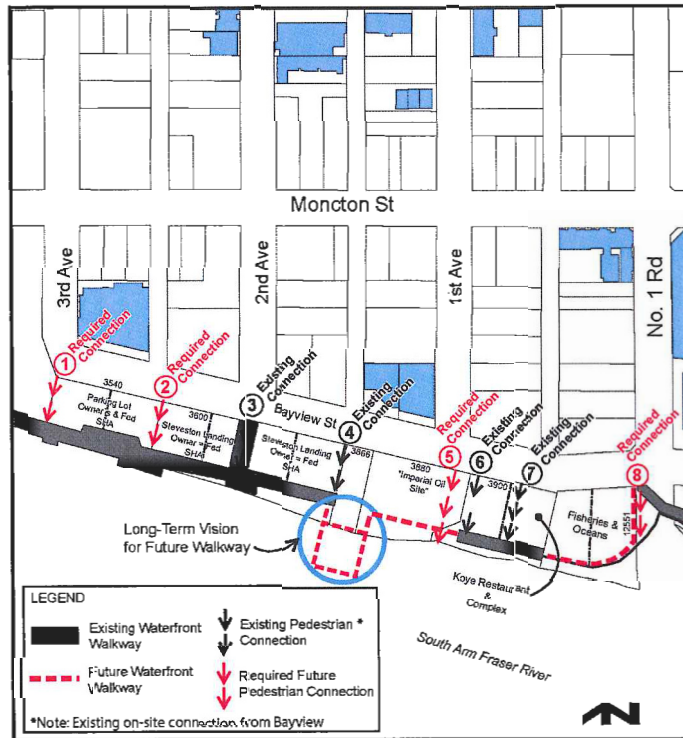 Moncton St
3rd Ave
2nd Ave
1st Ave
No. 1 Rd
1 Required
Connection
2 Required
Connection
3 Existing
Connection
4 Existing
Connection
5 Required
Connection
6 Existing
Connection
7 Existing
Connection
8 Required
Connection
Bayview St
3540
Parking Lot
Owner's & Fed
SHA
3600
Steveston Landing
Owner = Fed
SHA
Steveston Landing
Owner = Fed
SHA
3866
3880
"Imperial Oil
Site"
3900
Fisheries &
Oceans
12551
Koye Restaurant
&
Complex
Long-Term Vision
for Future Walkway
South Arm Fraser River
LEGEND
Existing Waterfront
Walkway
Existing Pedestrian *
Connection
Future Waterfront
Walkway
Required Future
Pedestrian Connection
*Note: Existing on-site connection from Bayview
N